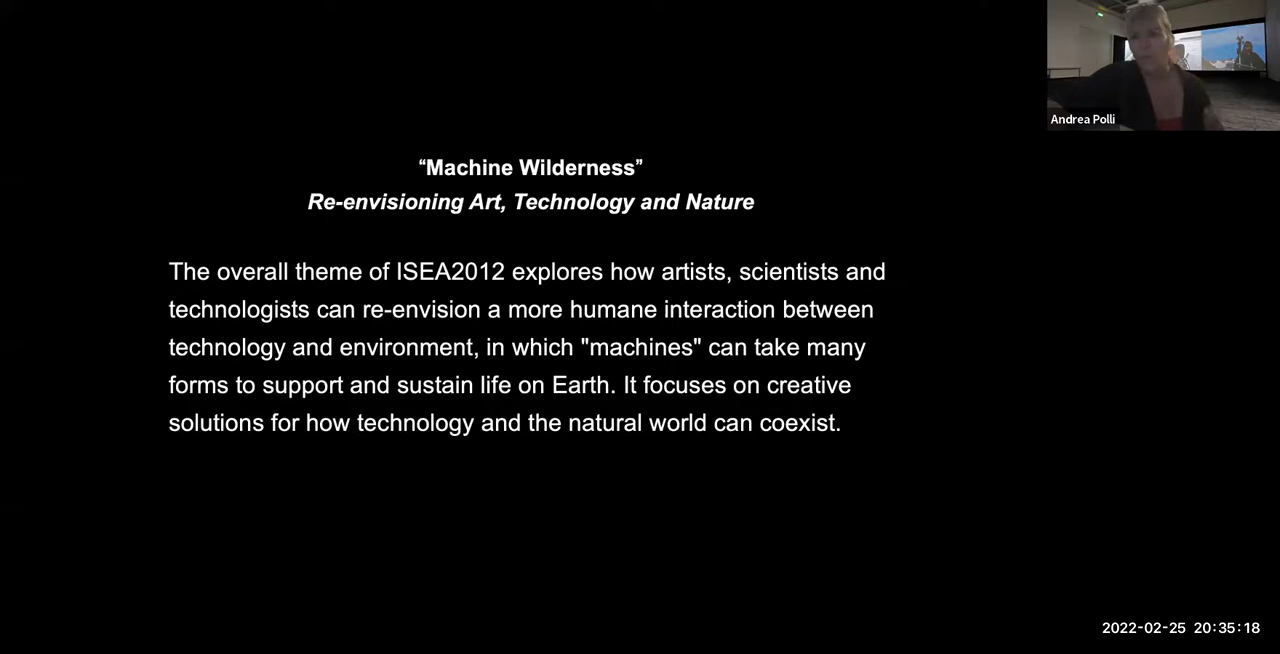 Andrea Polli
“Machine Wilderness”
Re-envisioning Art, Technology and Nature
The overall theme of ISEA2012 explores how artists, scientists and
technologists can re-envision a more humane interaction between
technology and environment, in which "machines" can take many
forms to support and sustain life on Earth. It focuses on creative
solutions for how technology and the natural world can coexist.
2022-02-25 20:35:18